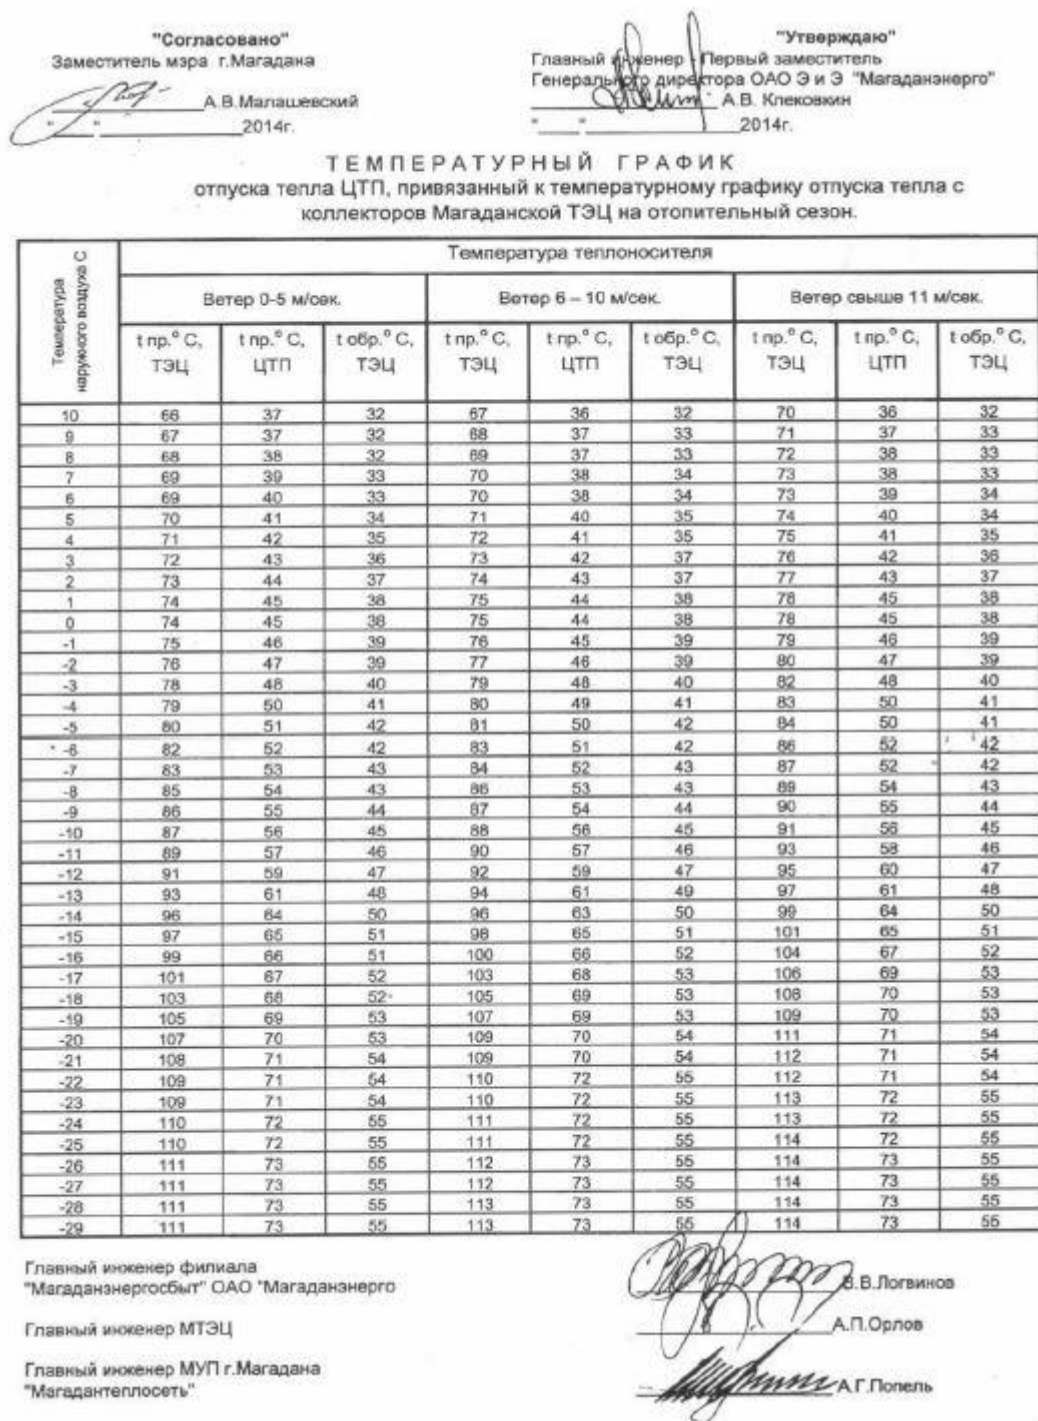 "Согласовано"
Заместитель мэра г.Магадана
А.В.Малашевский
" " 2014г.
"Утверждаю"
Главный инженер - Первый заместитель
Генерального директора ОАО Э и Э "Магаданэнерго"
А.В. Клековкин
" " 2014г.
ТЕМПЕРАТУРНЫЙ ГРАФИК
отпуска тепла ЦТП, привязанный к температурному графику отпуска тепла с
коллекторов Магаданской ТЭЦ на отопительный сезон.
Температура наружного воздуха С
Температура теплоносителя
Ветер 0-5 м/сек. Ветер 6 – 10 м/сек. Ветер свыше 11 м/сек.
t пр.º С, ТЭЦ t пр.º С, ЦТП t обр.º С, ТЭЦ t пр.º С, ТЭЦ t пр.º С, ЦТП t обр.º С, ТЭЦ t пр.º С, ТЭЦ t пр.º С, ЦТП t обр.º С, ТЭЦ
10 66 37 32 67 36 32 70 36 32
9 67 37 32 68 37 33 71 37 33
8 68 38 32 69 37 33 72 38 33
7 69 39 33 70 38 34 73 38 33
6 69 40 33 70 38 34 73 39 34
5 70 41 34 71 40 35 74 40 34
4 71 42 35 72 41 35 75 41 35
3 72 43 36 73 42 37 76 42 36
2 73 44 37 74 43 37 77 43 37
1 74 45 38 75 44 38 78 45 38
0 74 45 38 75 44 38 78 45 38
-1 75 46 39 76 45 39 79 46 39
-2 76 47 39 77 46 39 80 47 39
-3 78 48 40 79 48 40 82 48 40
-4 79 50 41 80 49 41 83 50 41
-5 80 51 42 81 50 42 84 50 41
-6 82 52 42 83 51 42 86 52 42
-7 83 53 43 84 52 43 87 52 42
-8 85 54 43 86 53 43 89 54 43
-9 86 55 44 87 54 44 90 55 44
-10 87 56 45 88 56 45 91 56 45
-11 89 57 46 90 57 46 93 58 46
-12 91 59 47 92 59 47 95 60 47
-13 93 61 48 94 61 49 97 61 48
-14 96 64 50 96 63 50 99 64 50
-15 97 65 51 98 65 51 101 65 51
-16 99 66 51 100 66 52 104 67 52
-17 101 67 52 103 68 53 106 69 53
-18 103 68 52 105 69 53 108 70 53
-19 105 69 53 107 69 53 109 70 53
-20 107 70 53 109 70 54 111 71 54
-21 108 71 54 109 70 54 112 71 54
-22 109 71 54 110 72 55 112 71 54
-23 109 71 54 110 72 55 113 72 55
-24 110 72 55 111 72 55 113 72 55
-25 110 72 55 111 72 55 114 72 55
-26 111 73 55 112 73 55 114 73 55
-27 111 73 55 112 73 55 114 73 55
-28 111 73 55 113 73 55 114 73 55
-29 111 73 55 113 73 55 114 73 55
Главный инженер филиала
"Магаданэнергосбыт" ОАО "Магаданэнерго
В.В.Логвинов
Главный инженер МТЭЦ
А.П.Орлов
Главный инженер МУП г.Магадана
"Магадантеплосеть"
А.Г.Попель